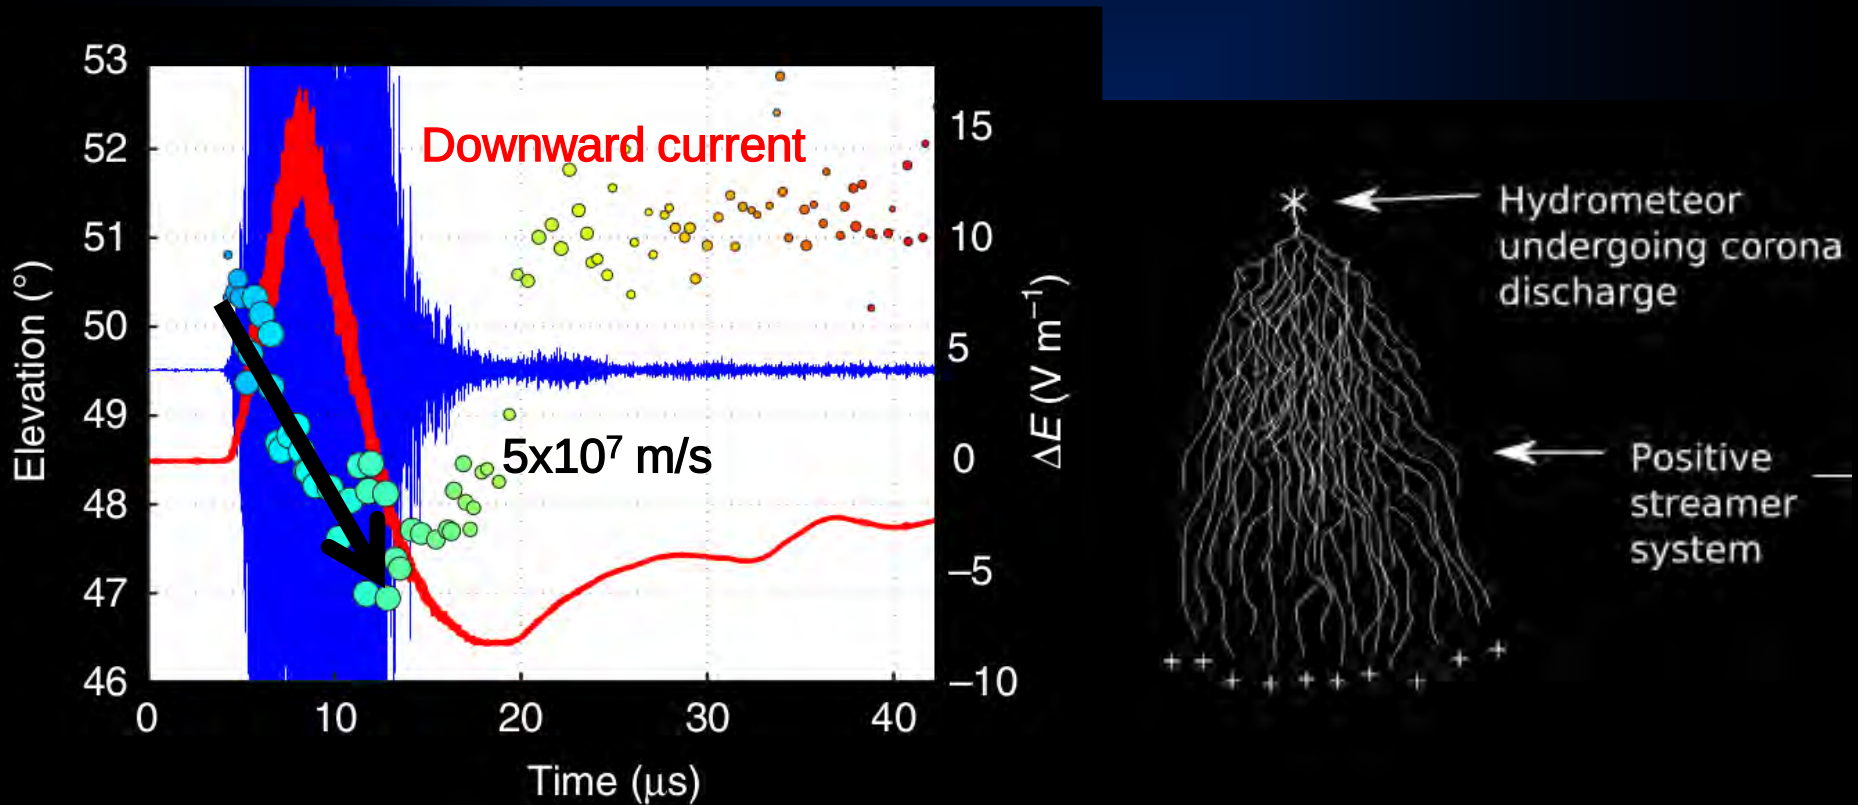 53
52
51
50
49
48
47
46
Elevation (°)
Downward current
5x10⁷ m/s
15
10
5
0
–5
–10
ΔE (V m⁻¹)
0
10
20
30
40
Time (μs)
Hydrometeor
undergoing corona
discharge
Positive
streamer
system